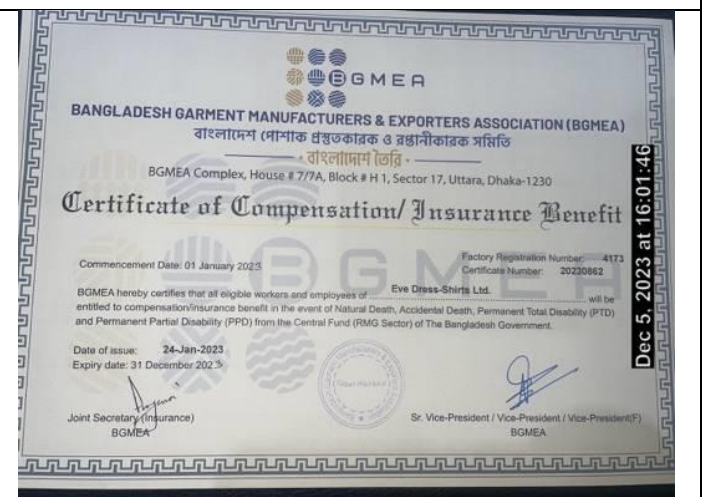 BGMEA
BANGLADESH GARMENT MANUFACTURERS & EXPORTERS ASSOCIATION (BGMEA)
বাংলাদেশ পোশাক প্রস্তুতকারক ও রপ্তানীকারক সমিতি
বাংলাদেশে তৈরি
BGMEA Complex, House # 7/7A, Block # H 1, Sector 17, Uttara, Dhaka-1230
Certificate of Compensation/ Insurance Benefit
Commencement Date: 01 January 2023
Factory Registration Number: 4173
Certificate Number: 20230862
BGMEA
BGMEA hereby certifies that all eligible workers and employees of Eve Dress-Shirts Ltd. will be
entitled to compensation/insurance benefit in the event of Natural Death, Accidental Death, Permanent Total Disability (PTD)
and Permanent Partial Disability (PPD) from the Central Fund (RMG Sector) of The Bangladesh Government.
Date of issue: 24-Jan-2023
Expiry date: 31 December 2023
Joint Secretary (Insurance)
BGMEA
Sr. Vice-President / Vice-President / Vice-President(F)
BGMEA
Dec 5, 2023 at 16:01:46